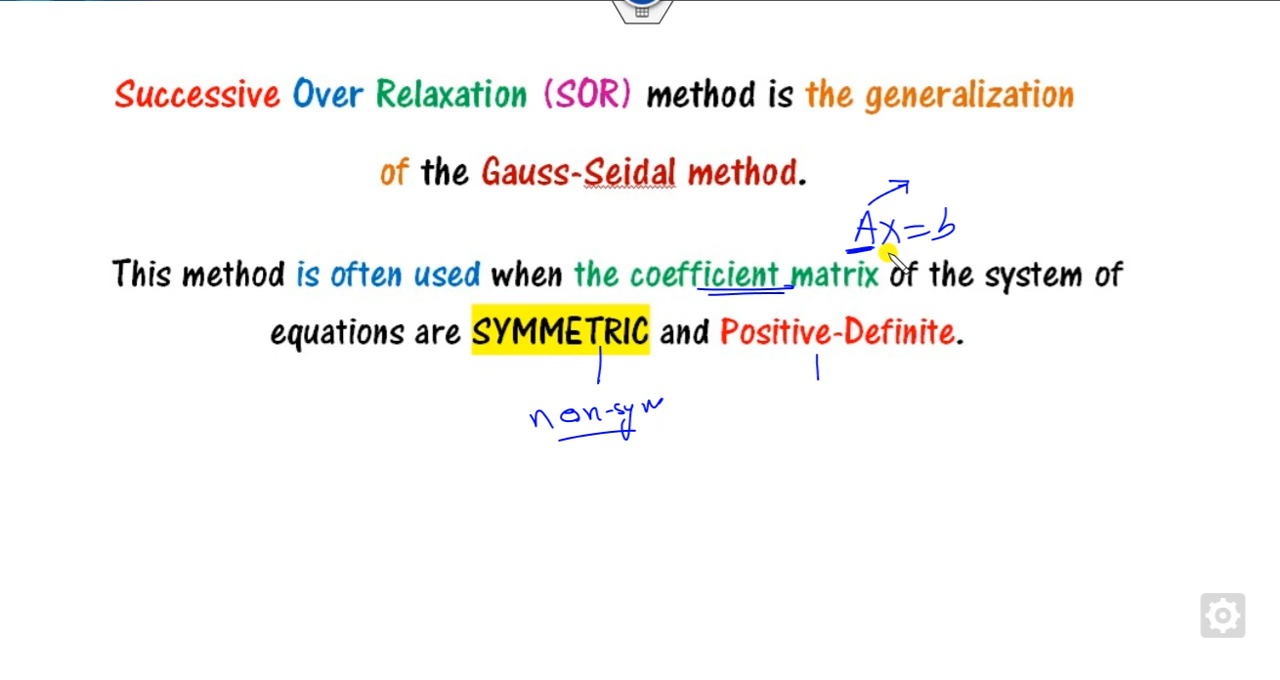 Successive Over Relaxation (SOR) method is the generalization
of the Gauss-Seidal method.
Ax=b
This method is often used when the coefficient matrix of the system of
equations are SYMMETRIC and Positive-Definite.
non-sym